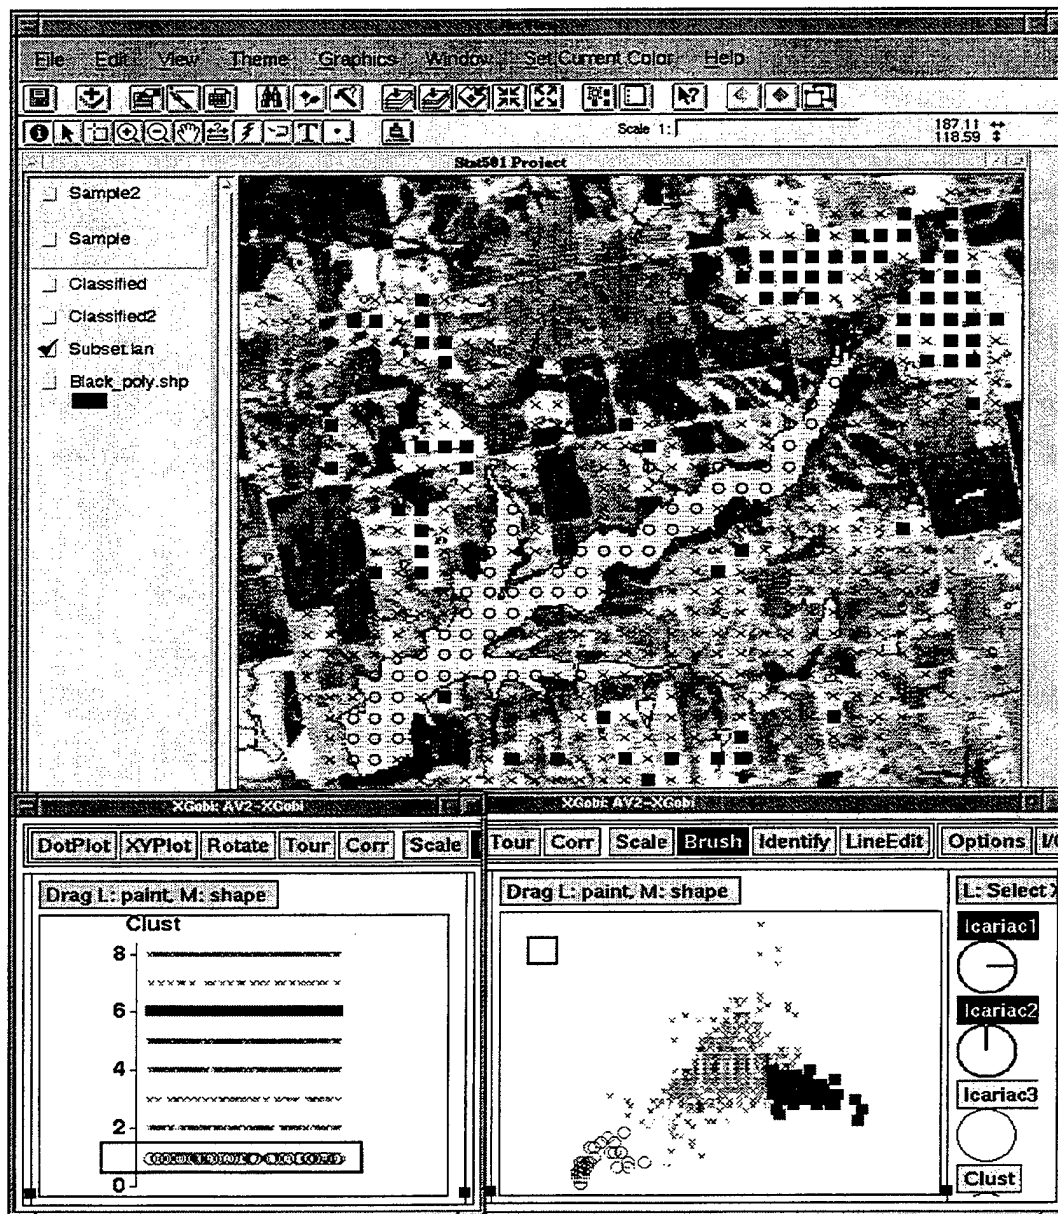 File Edit View Theme Graphics Window Set Current Color Help
T
Scale 1:
187.11
118.59
Stat501 Project
Sample2
Sample
Classified
Classified2
Subset.lan
Black_poly.shp
XGobi: AV2-XGobi
XGobi: AV2-XGobi
DotPlot XYPlot Rotate Tour Corr Scale
Tour Corr Scale Brush Identify LineEdit Options
Drag L: paint, M: shape
Drag L: paint, M: shape
L: Select X
Clust
8
6
4
2
0
Icariac1
Icariac2
Icariac3
Clust